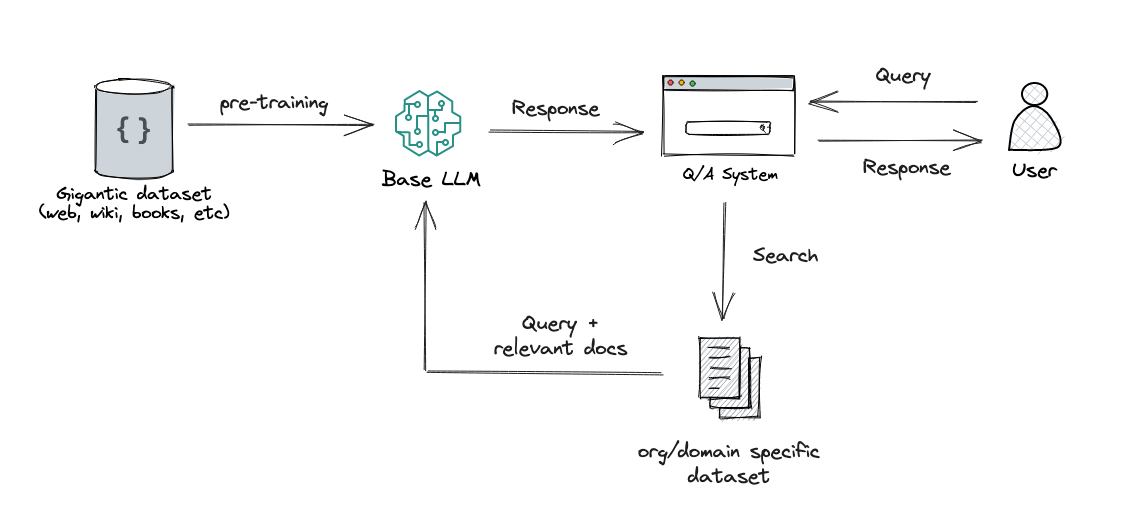 Query
pre-training
Response
{ }
Response
Gigantic dataset
(web, wiki, books, etc)
Base LLM
Q/A System
User
Search
Query +
relevant docs
org/domain specific
dataset